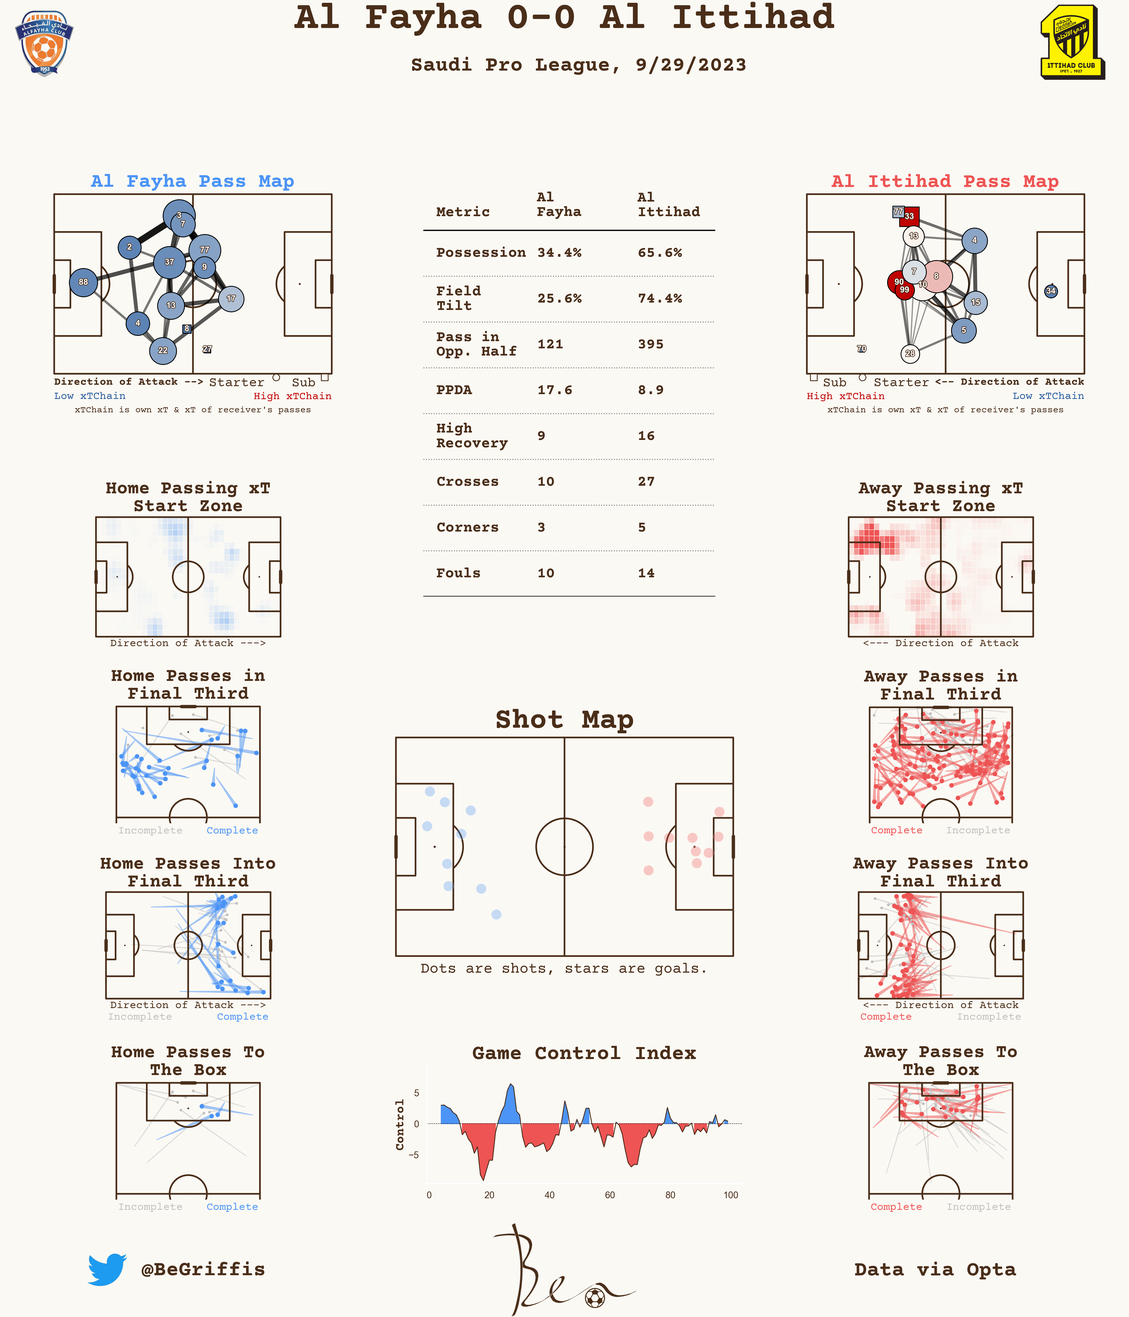 Al Fayha 0-0 Al Ittihad
Saudi Pro League, 9/29/2023
ALFAYHA CLUB
1953
ITTIHAD CLUB
Al Fayha Pass Map
3
7
2
77
37
9
88
17
13
4
8
22
27
Direction of Attack --> Starter Sub
Low xTChain High xTChain
xTChain is own xT & xT of receiver's passes
Metric Al Fayha Al Ittihad
Possession 34.4% 65.6%
Field Tilt 25.6% 74.4%
Pass in Opp. Half 121 395
PPDA 17.6 8.9
High Recovery 9 16
Crosses 10 27
Corners 3 5
Fouls 10 14
Al Ittihad Pass Map
77
33
13
4
7
8
90
10
99
34
15
5
70
28
Sub Starter <-- Direction of Attack
High xTChain Low xTChain
xTChain is own xT & xT of receiver's passes
Home Passing xT
Start Zone
Direction of Attack --->
Away Passing xT
Start Zone
<--- Direction of Attack
Home Passes in
Final Third
Incomplete Complete
Away Passes in
Final Third
Complete Incomplete
Shot Map
Dots are shots, stars are goals.
Home Passes Into
Final Third
Direction of Attack --->
Incomplete Complete
Away Passes Into
Final Third
<--- Direction of Attack
Complete Incomplete
Home Passes To
The Box
Incomplete Complete
Game Control Index
Control
5
0
−5
0 20 40 60 80 100
Away Passes To
The Box
Complete Incomplete
@BeGriffis
Bea
Data via Opta